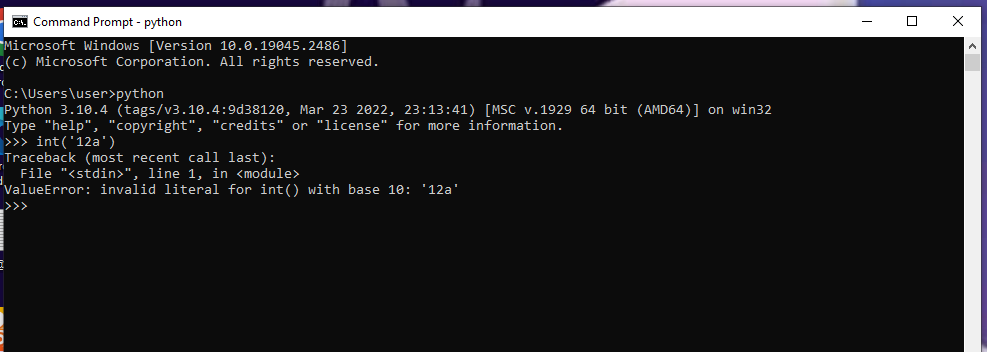 Command Prompt - python
Microsoft Windows [Version 10.0.19045.2486]
(c) Microsoft Corporation. All rights reserved.
C:\Users\user>python
Python 3.10.4 (tags/v3.10.4:9d38120, Mar 23 2022, 23:13:41) [MSC v.1929 64 bit (AMD64)] on win32
Type "help", "copyright", "credits" or "license" for more information.
>>> int('12a')
Traceback (most recent call last):
  File "<stdin>", line 1, in <module>
ValueError: invalid literal for int() with base 10: '12a'
>>>